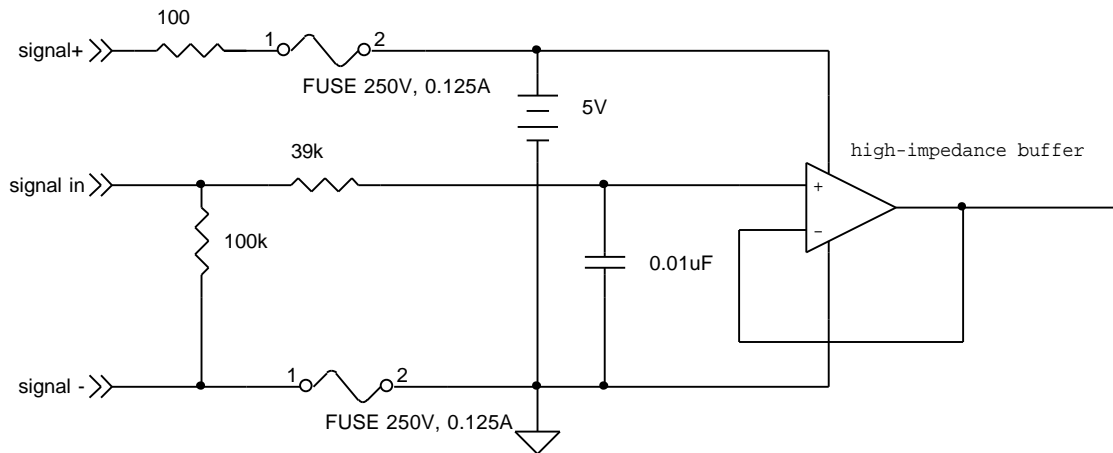 100
signal+
1
2
FUSE 250V, 0.125A
5V
39k
high-impedance buffer
signal in
+
−
100k
0.01uF
signal -
1
2
FUSE 250V, 0.125A